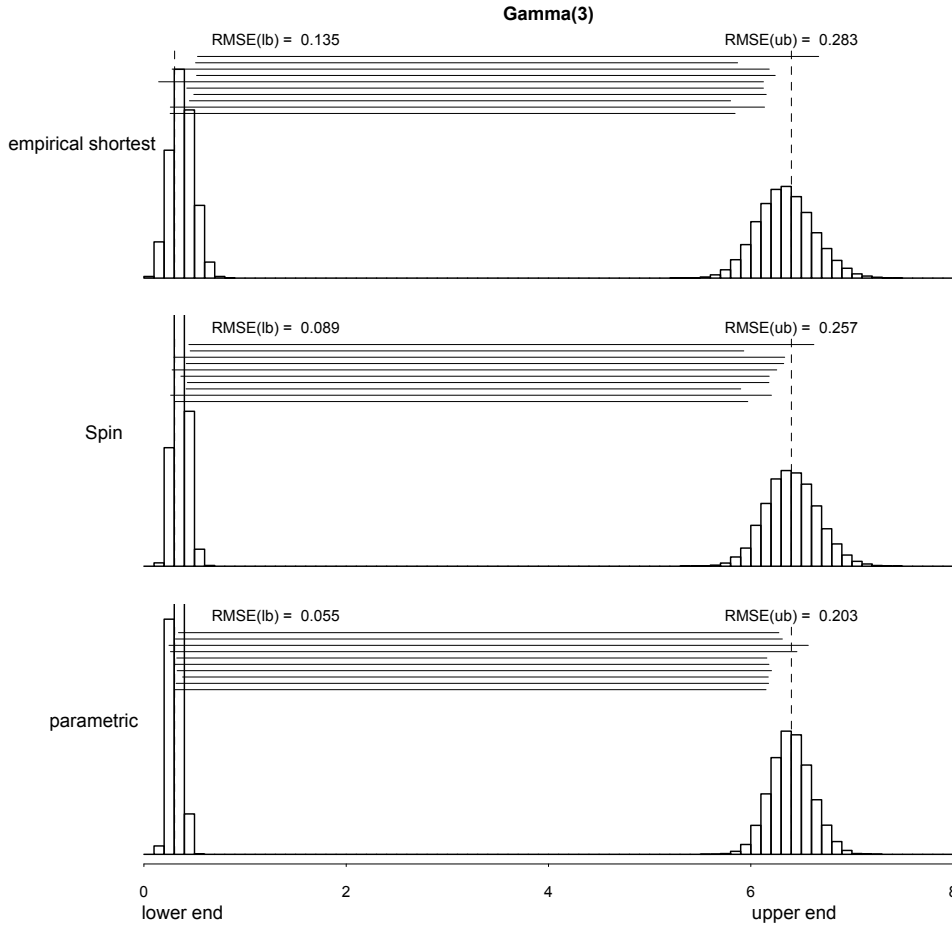 Gamma(3)
RMSE(lb) = 0.135 RMSE(ub) = 0.283
empirical shortest
RMSE(lb) = 0.089 RMSE(ub) = 0.257
Spin
RMSE(lb) = 0.055 RMSE(ub) = 0.203
parametric
0 2 4 6 8
lower end upper end